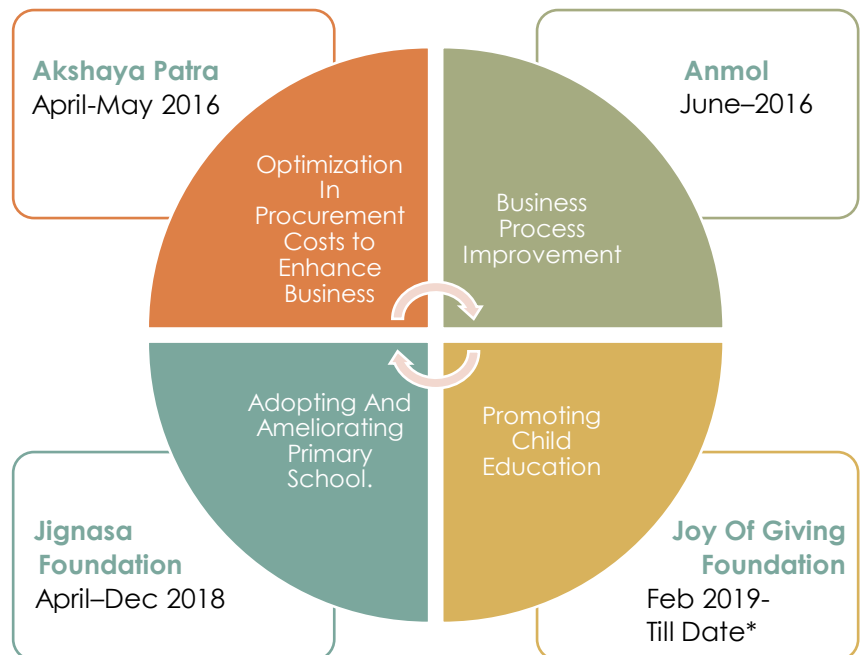 Akshaya Patra
April-May 2016
Optimization
In
Procurement
Costs to
Enhance
Business
Anmol
June–2016
Business
Process
Improvement
Adopting And
Ameliorating
Primary
School.
Jignasa
Foundation
April–Dec 2018
Promoting
Child
Education
Joy Of Giving
Foundation
Feb 2019-
Till Date*